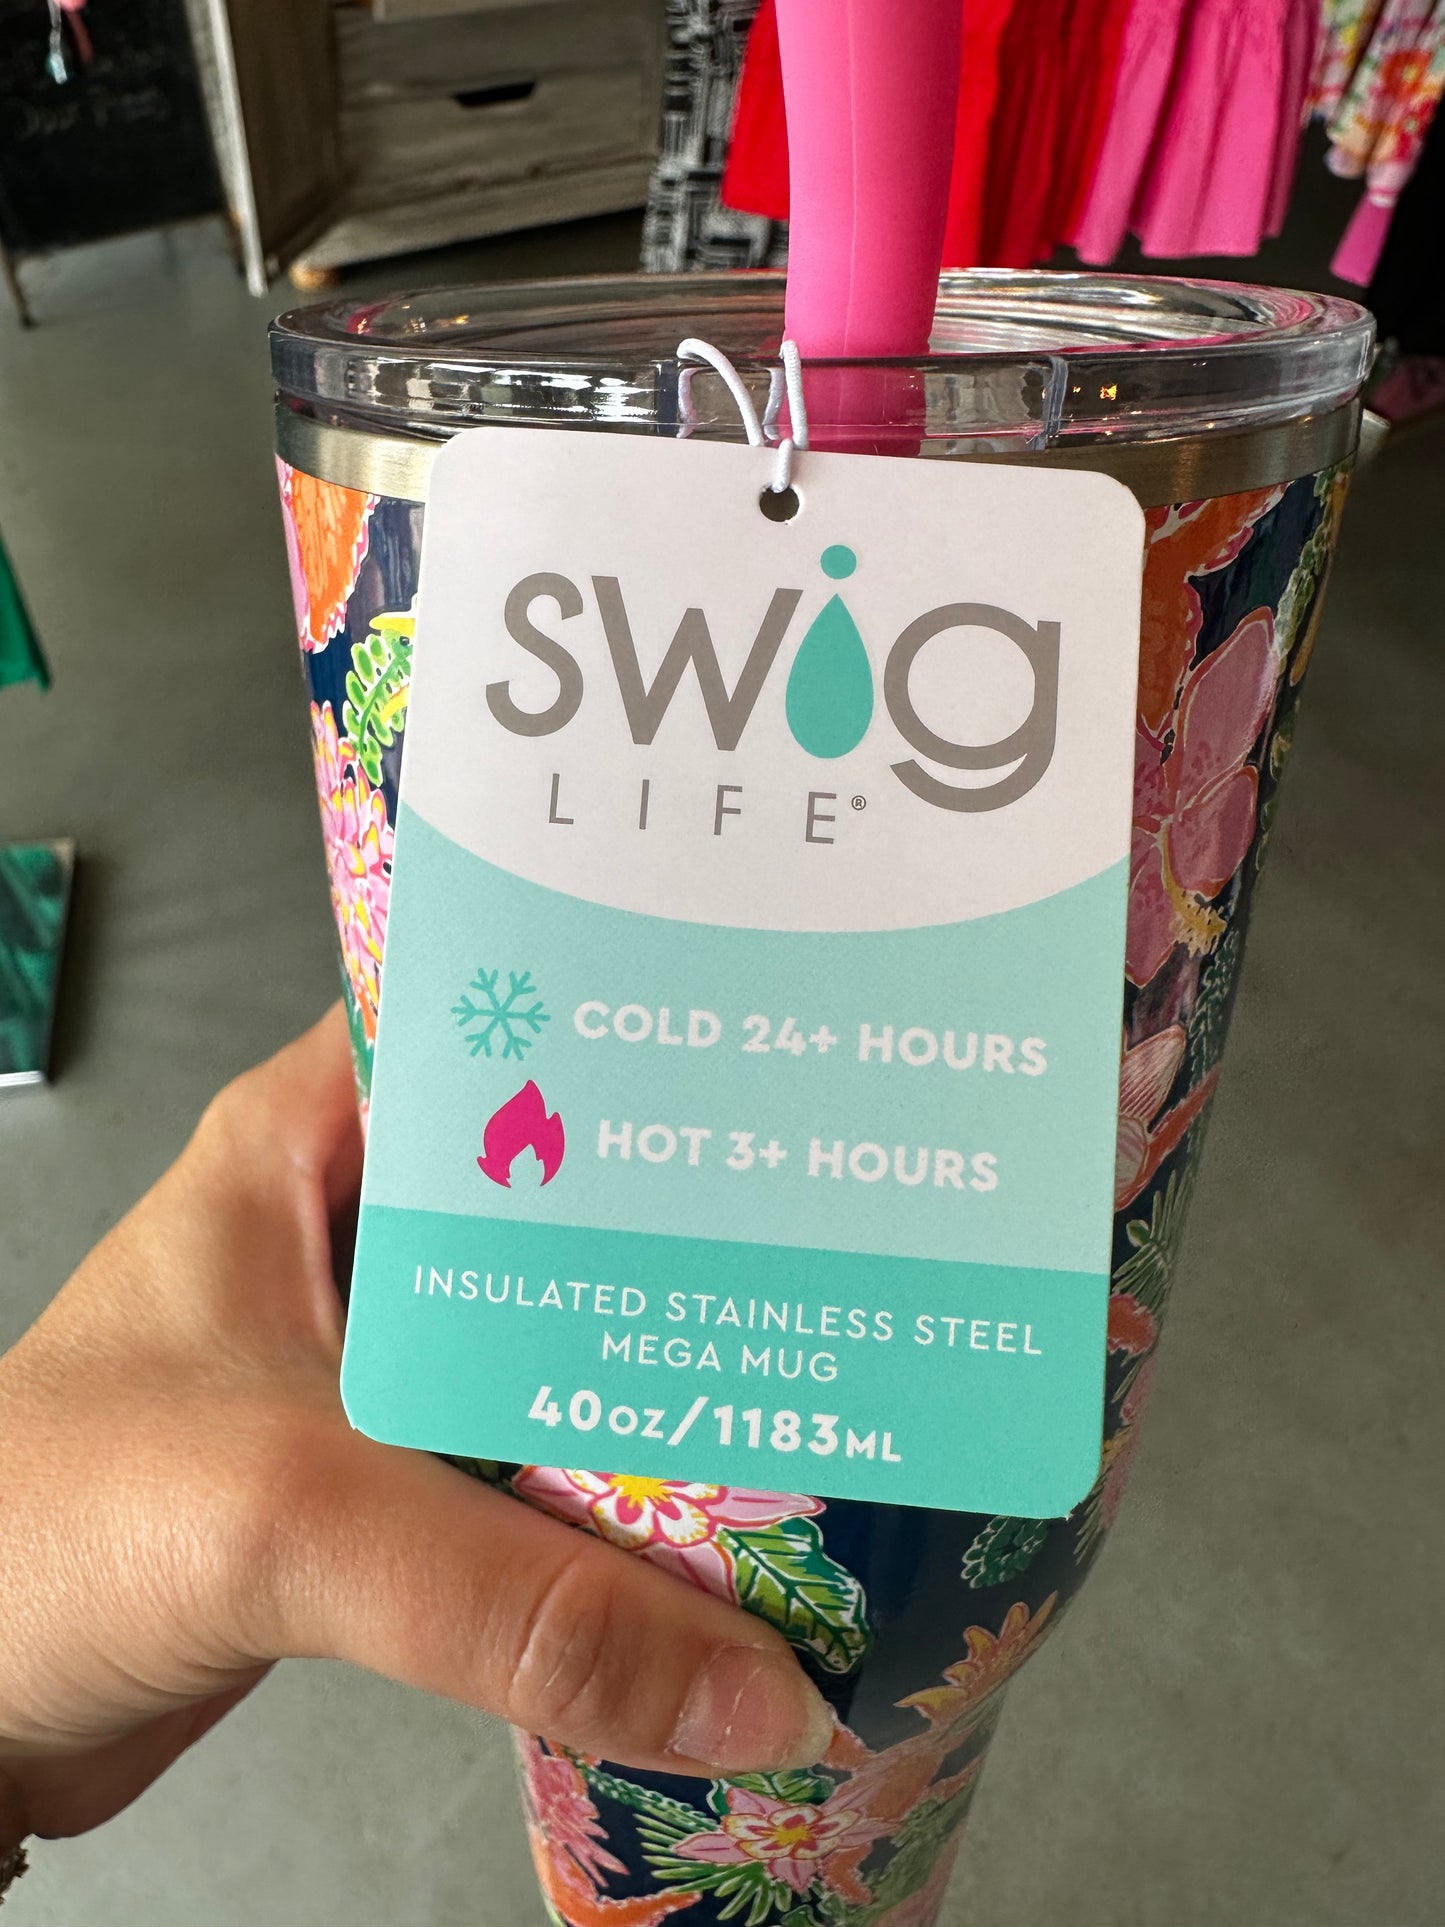 swig
LIFE®
COLD 24+ HOURS
HOT 3+ HOURS
INSULATED STAINLESS STEEL
MEGA MUG
40oz/1183ML